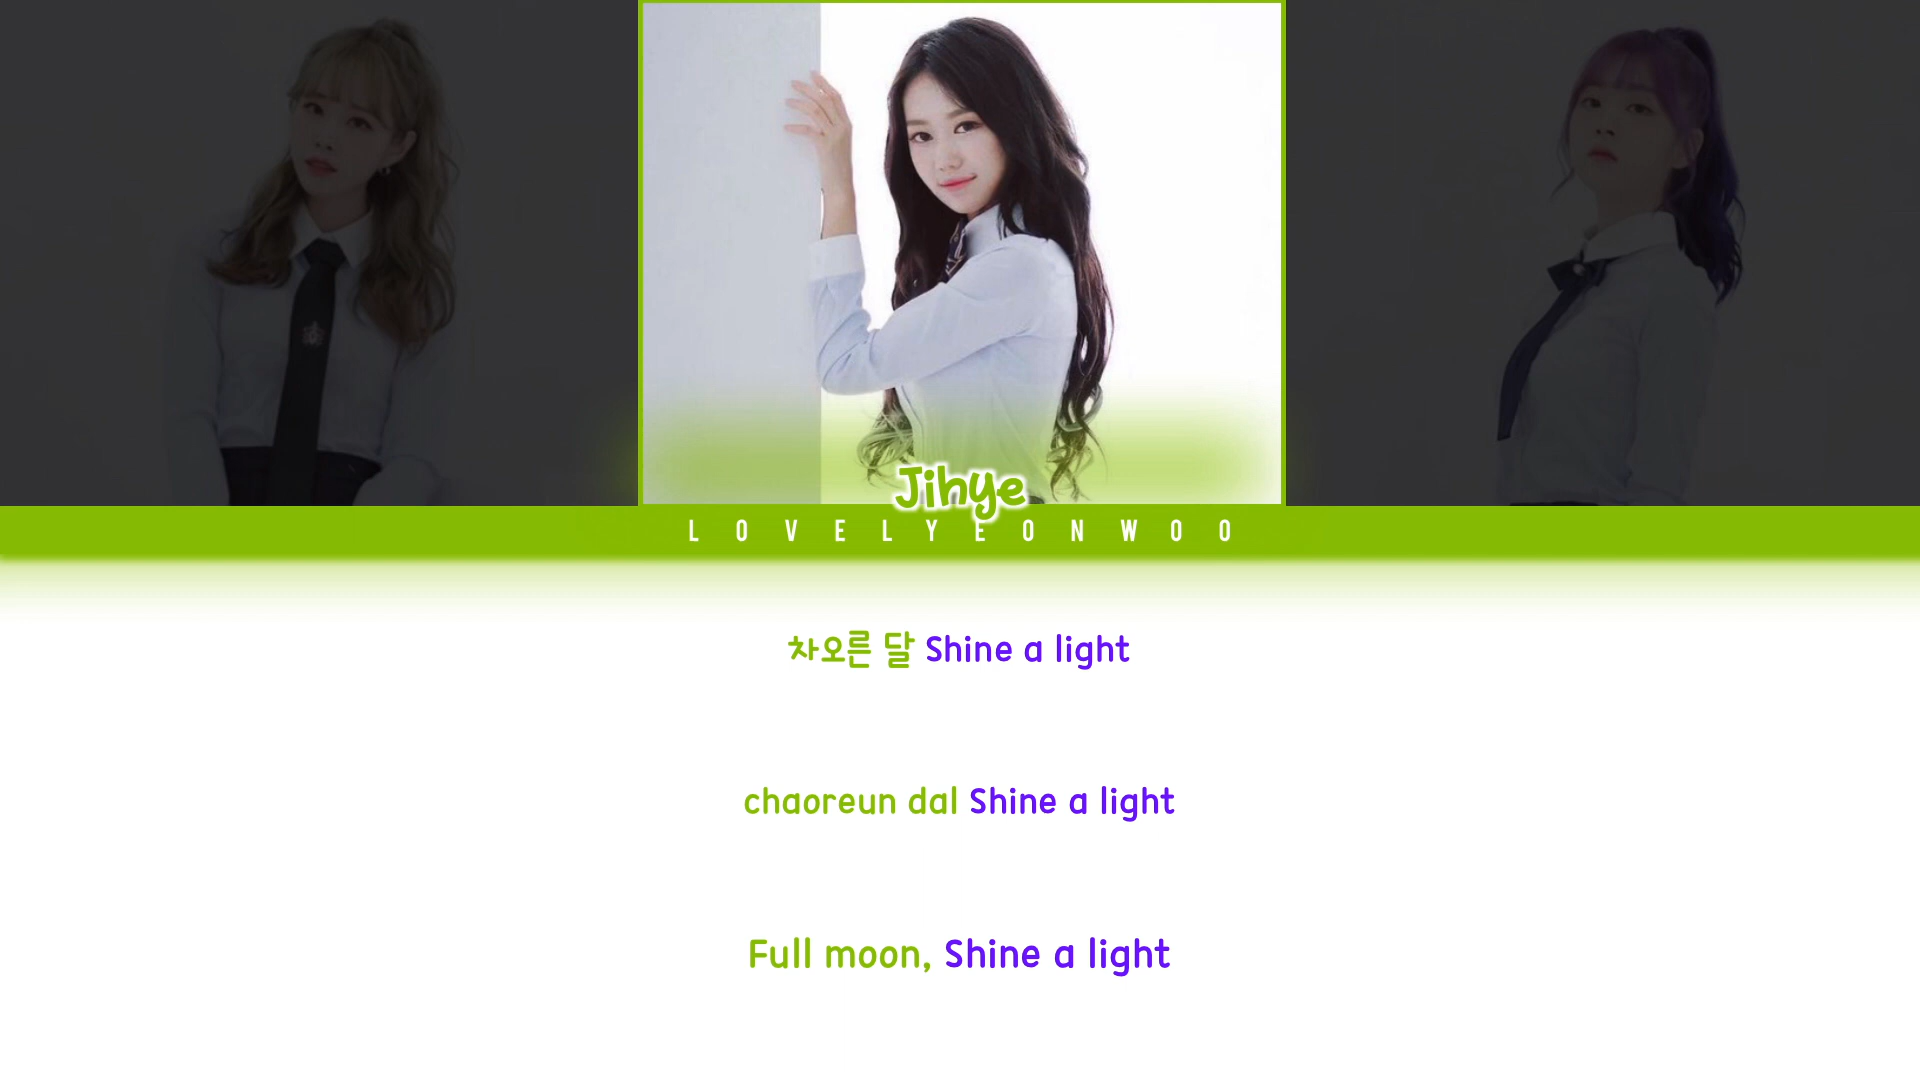 Jihye
LOVELYEONWOO
차오른 달 Shine a light
chaoreun dal Shine a light
Full moon, Shine a light